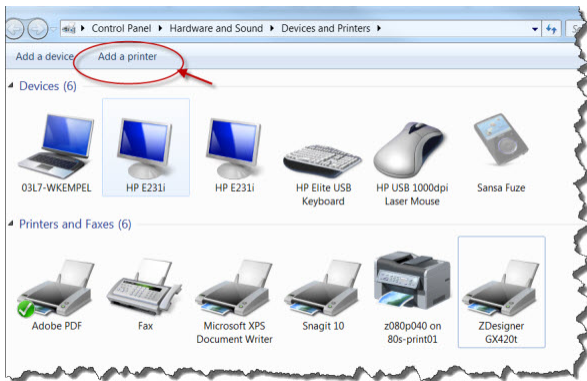 Control Panel ▸ Hardware and Sound ▸ Devices and Printers ▸
Add a device Add a printer
Devices (6)
03L7-WKEMPEL HP E231i HP E231i HP Elite USB Keyboard HP USB 1000dpi Laser Mouse Sansa Fuze
Printers and Faxes (6)
Adobe PDF Fax Microsoft XPS Document Writer Snagit 10 z080p040 on 80s-print01 ZDesigner GX420t